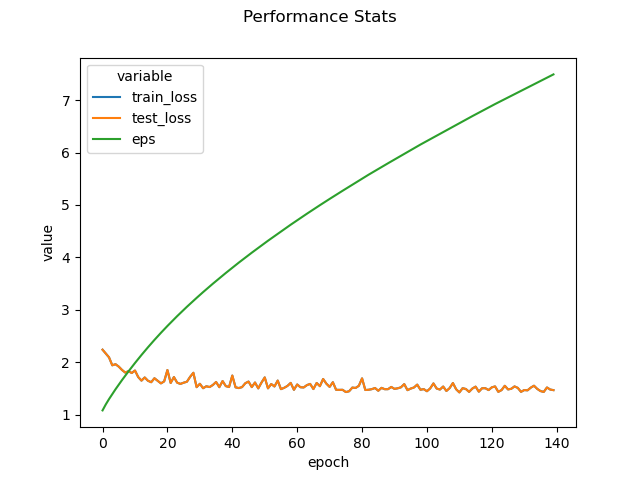 Performance Stats
variable
train_loss
test_loss
eps
value
7
6
5
4
3
2
1
0 20 40 60 80 100 120 140
epoch